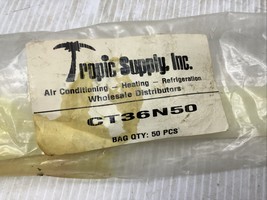 Tropic Supply, Inc.
Air Conditioning - Heating - Refrigeration
Wholesale Distributors
CT36N50
BAG QTY: 50 PCS